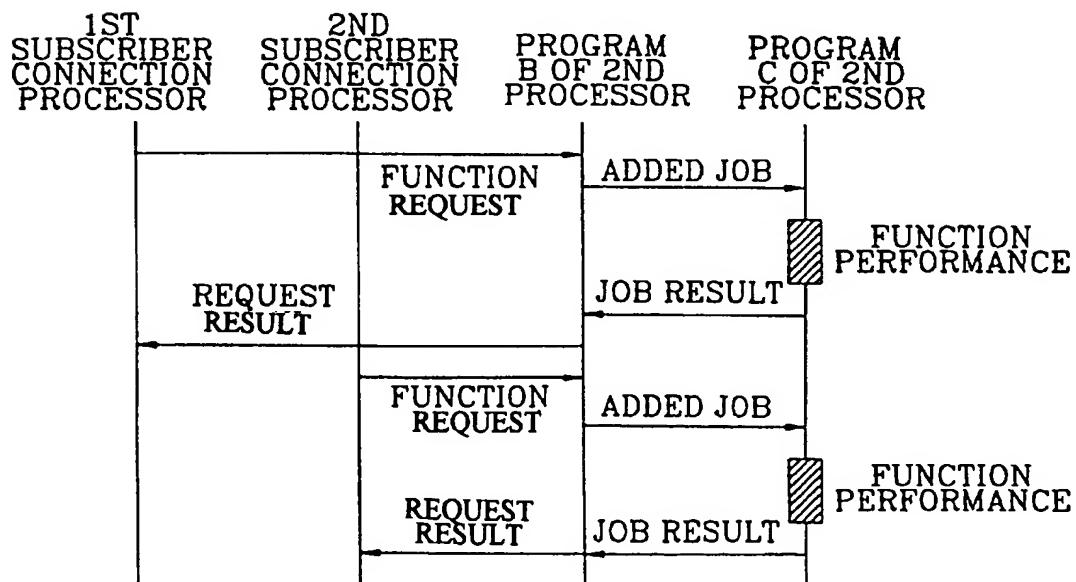 1ST
SUBSCRIBER
CONNECTION
PROCESSOR
2ND
SUBSCRIBER
CONNECTION
PROCESSOR
PROGRAM
B OF 2ND
PROCESSOR
PROGRAM
C OF 2ND
PROCESSOR
FUNCTION
REQUEST
ADDED JOB
FUNCTION
PERFORMANCE
JOB RESULT
REQUEST
RESULT
FUNCTION
REQUEST
ADDED JOB
FUNCTION
PERFORMANCE
REQUEST
RESULT
JOB RESULT